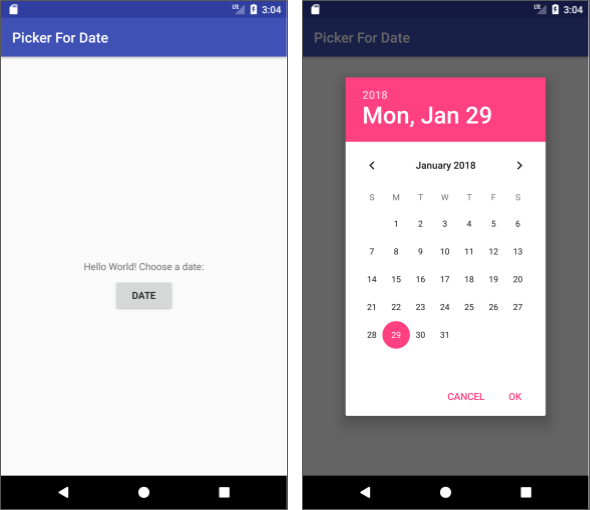 LTE 3:04
Picker For Date
Hello World! Choose a date:
DATE
LTE 3:04
Picker For Date
2018
Mon, Jan 29
January 2018
S M T W T F S
1 2 3 4 5 6
7 8 9 10 11 12 13
14 15 16 17 18 19 20
21 22 23 24 25 26 27
28 29 30 31
CANCEL OK